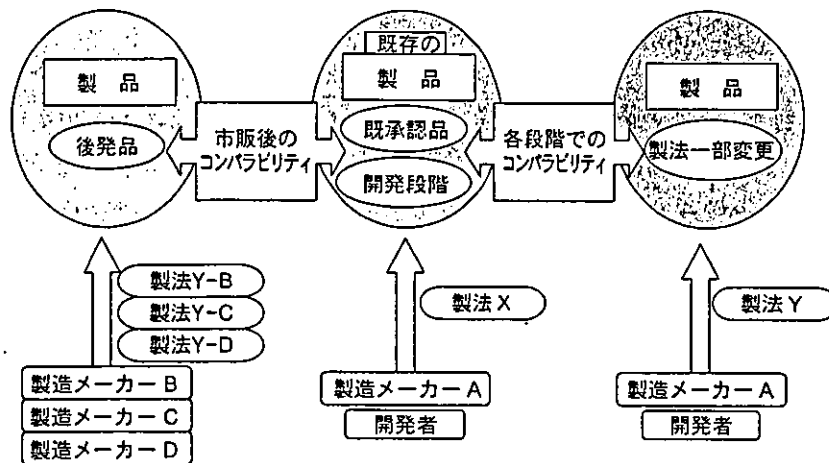 既存の
製 品
製 品
製 品
市販後の
コンパラビリティ
各段階での
コンパラビリティ
後発品
既承認品
開発段階
製法一部変更
製法Y-B
製法Y-C
製法Y-D
製法X
製法Y
製造メーカーB
製造メーカーC
製造メーカーD
製造メーカーA
開発者
製造メーカーA
開発者